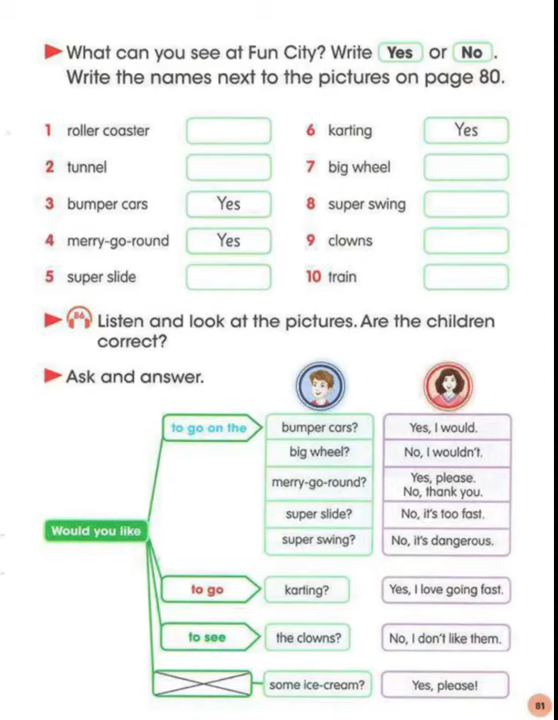 What can you see at Fun City? Write Yes or No .
Write the names next to the pictures on page 80.
1 roller coaster
2 tunnel
3 bumper cars Yes
4 merry-go-round Yes
5 super slide
6 karting Yes
7 big wheel
8 super swing
9 clowns
10 train
86 Listen and look at the pictures. Are the children
correct?
Ask and answer.
Would you like
to go on the
bumper cars? Yes, I would.
big wheel? No, I wouldn't.
merry-go-round? Yes, please.
No, thank you.
super slide? No, it's too fast.
super swing? No, it's dangerous.
to go karting? Yes, I love going fast.
to see the clowns? No, I don't like them.
some ice-cream? Yes, please!
81